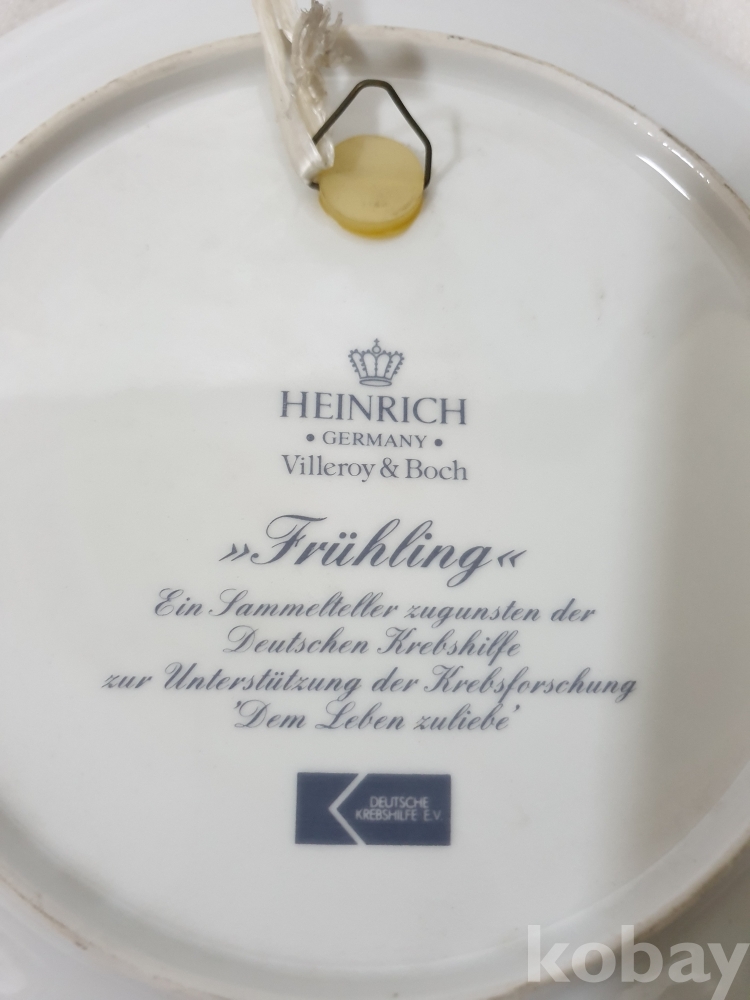 HEINRICH
• GERMANY •
Villeroy & Boch
»Frühling«
Ein Sammelteller zugunsten der
Deutschen Krebshilfe
zur Unterstützung der Krebsforschung
'Dem Leben zuliebe'
DEUTSCHE
KREBSHILFE E.V.
kobay